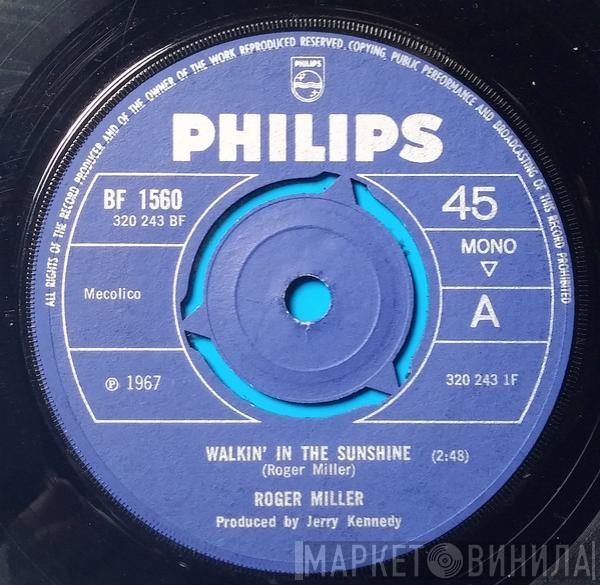 ALL RIGHTS OF THE RECORD PRODUCER AND OF THE OWNER OF THE WORK REPRODUCED RESERVED. COPYING, PUBLIC PERFORMANCE AND BROADCASTING OF THIS RECORD PROHIBITED
PHILIPS
PHILIPS
BF 1560
320 243 BF
45
MONO
Mecolico
A
℗ 1967
320 243 1F
WALKIN' IN THE SUNSHINE (2:48)
(Roger Miller)
ROGER MILLER
Produced by Jerry Kennedy
МАРКЕТ ВИНИЛА